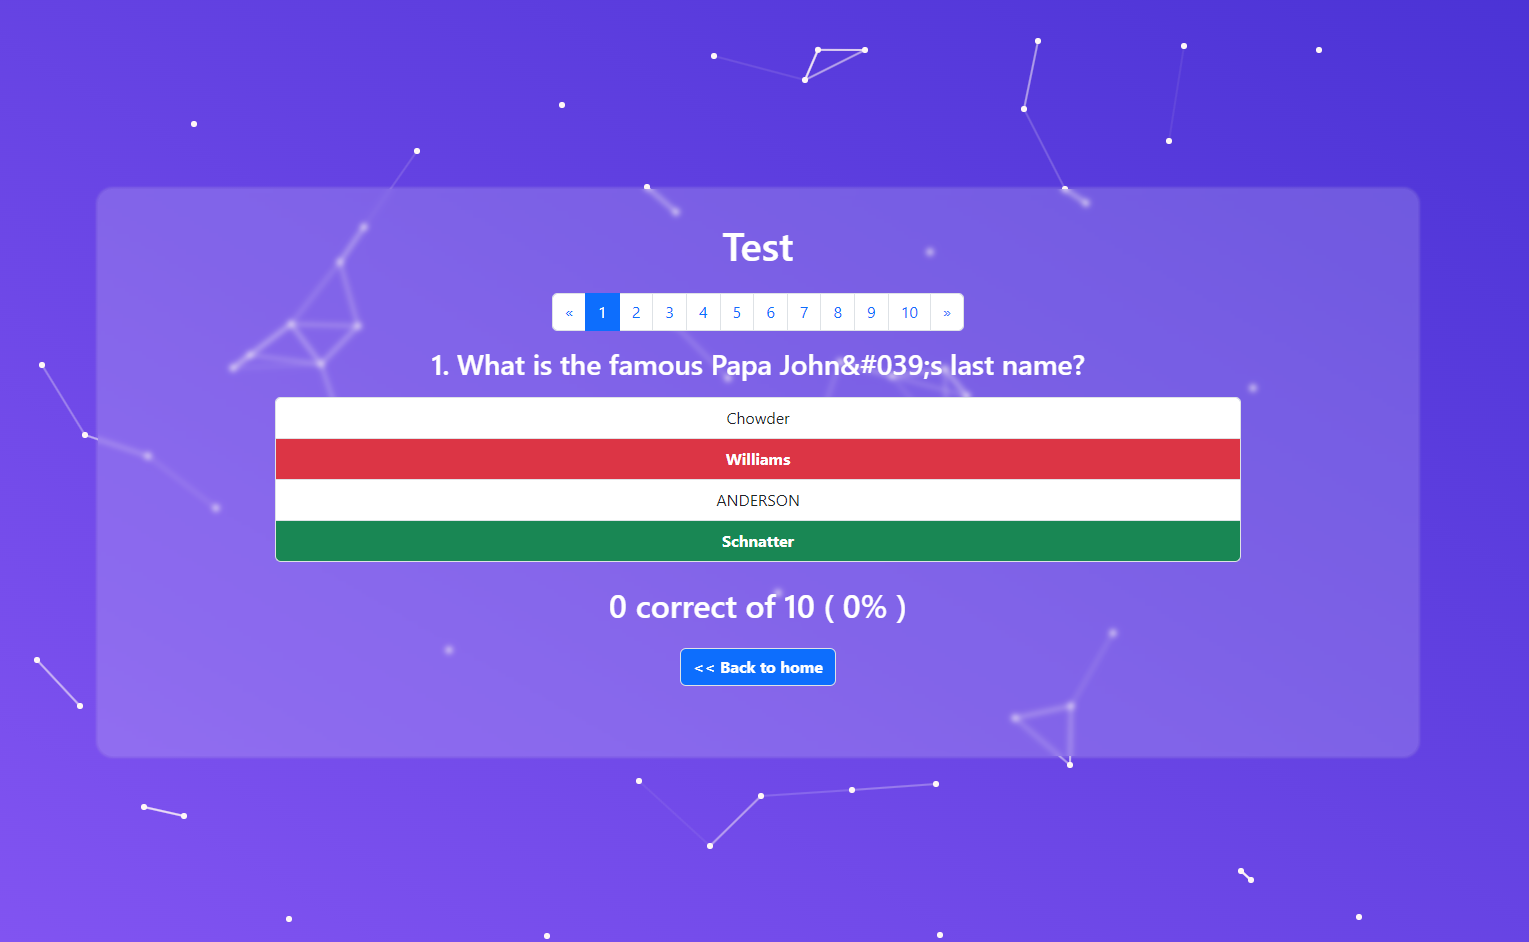 Test
« 1 2 3 4 5 6 7 8 9 10 »
1. What is the famous Papa John&#039;s last name?
Chowder
Williams
ANDERSON
Schnatter
0 correct of 10 ( 0% )
<< Back to home